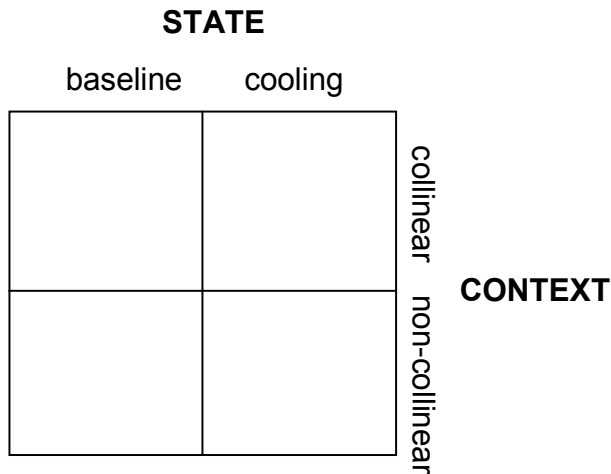 STATE
baseline cooling
collinear
CONTEXT
non-collinear